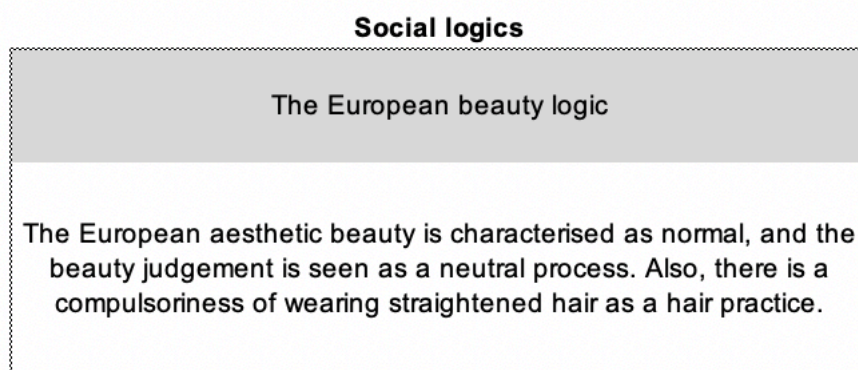 Social logics
The European beauty logic
The European aesthetic beauty is characterised as normal, and the
beauty judgement is seen as a neutral process. Also, there is a
compulsoriness of wearing straightened hair as a hair practice.